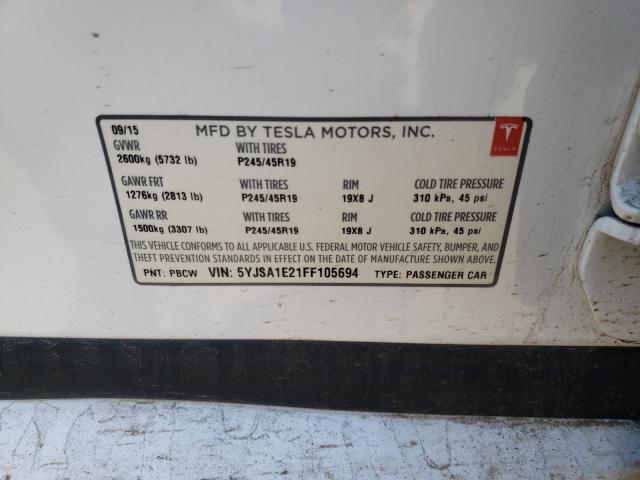 09/15 MFD BY TESLA MOTORS, INC.
GVWR WITH TIRES
2600kg (5732 lb) P245/45R19
TESLA
GAWR FRT WITH TIRES RIM COLD TIRE PRESSURE
1276kg (2813 lb) P245/45R19 19X8 J 310 kPa, 45 psi
GAWR RR WITH TIRES RIM COLD TIRE PRESSURE
1500kg (3307 lb) P245/45R19 19X8 J 310 kPa, 45 psi
THIS VEHICLE CONFORMS TO ALL APPLICABLE U.S. FEDERAL MOTOR VEHICLE SAFETY, BUMPER, AND
THEFT PREVENTION STANDARDS IN EFFECT ON THE DATE OF MANUFACTURE SHOWN ABOVE.
PNT: PBCW VIN: 5YJSA1E21FF105694 TYPE: PASSENGER CAR